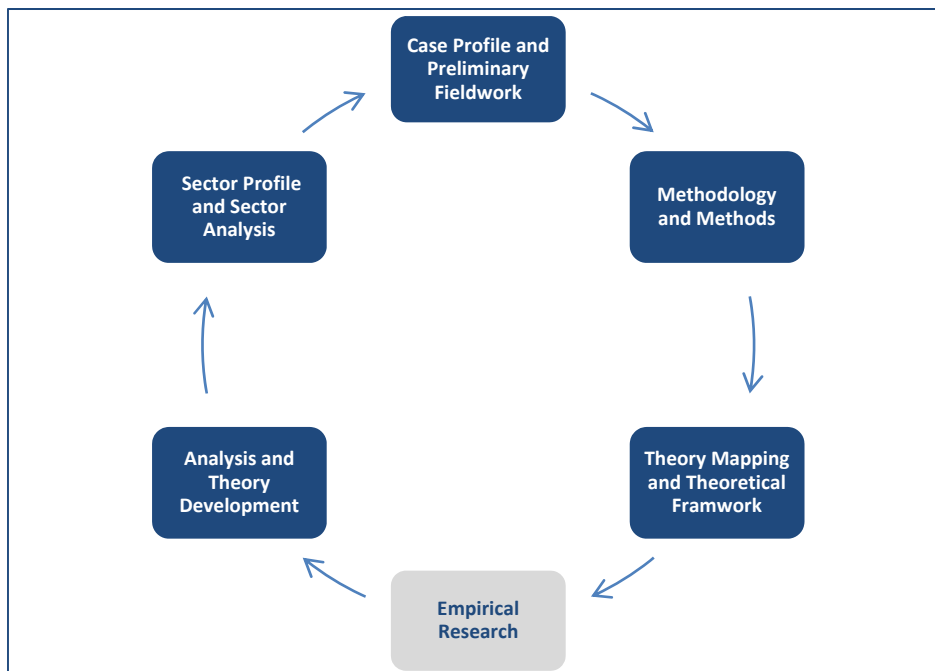 Case Profile and
Preliminary
Fieldwork
Methodology
and Methods
Theory Mapping
and Theoretical
Framwork
Empirical
Research
Analysis and
Theory
Development
Sector Profile
and Sector
Analysis